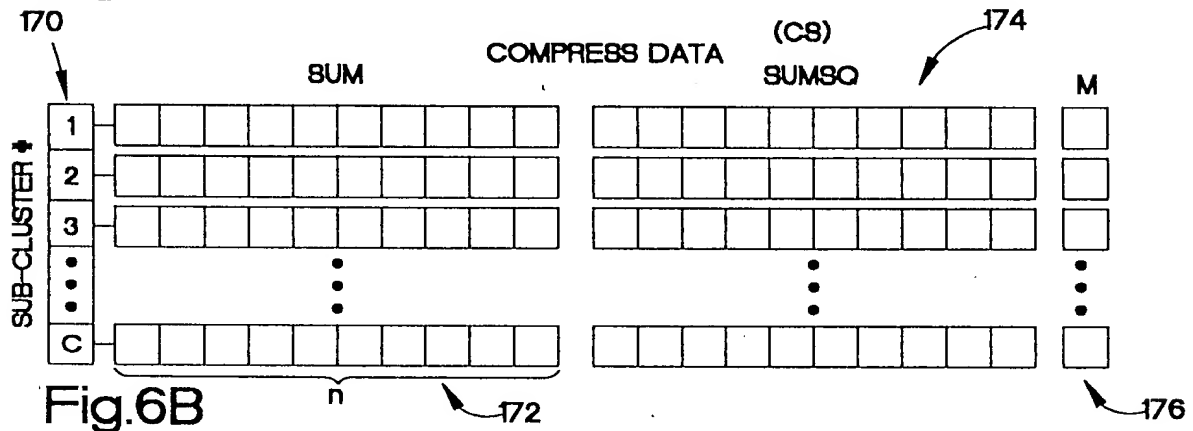 170
(CS)
174
COMPRESS DATA
SUM
SUMSQ
M
SUB-CLUSTER #
1
2
3
C
n
172
176
Fig.6B